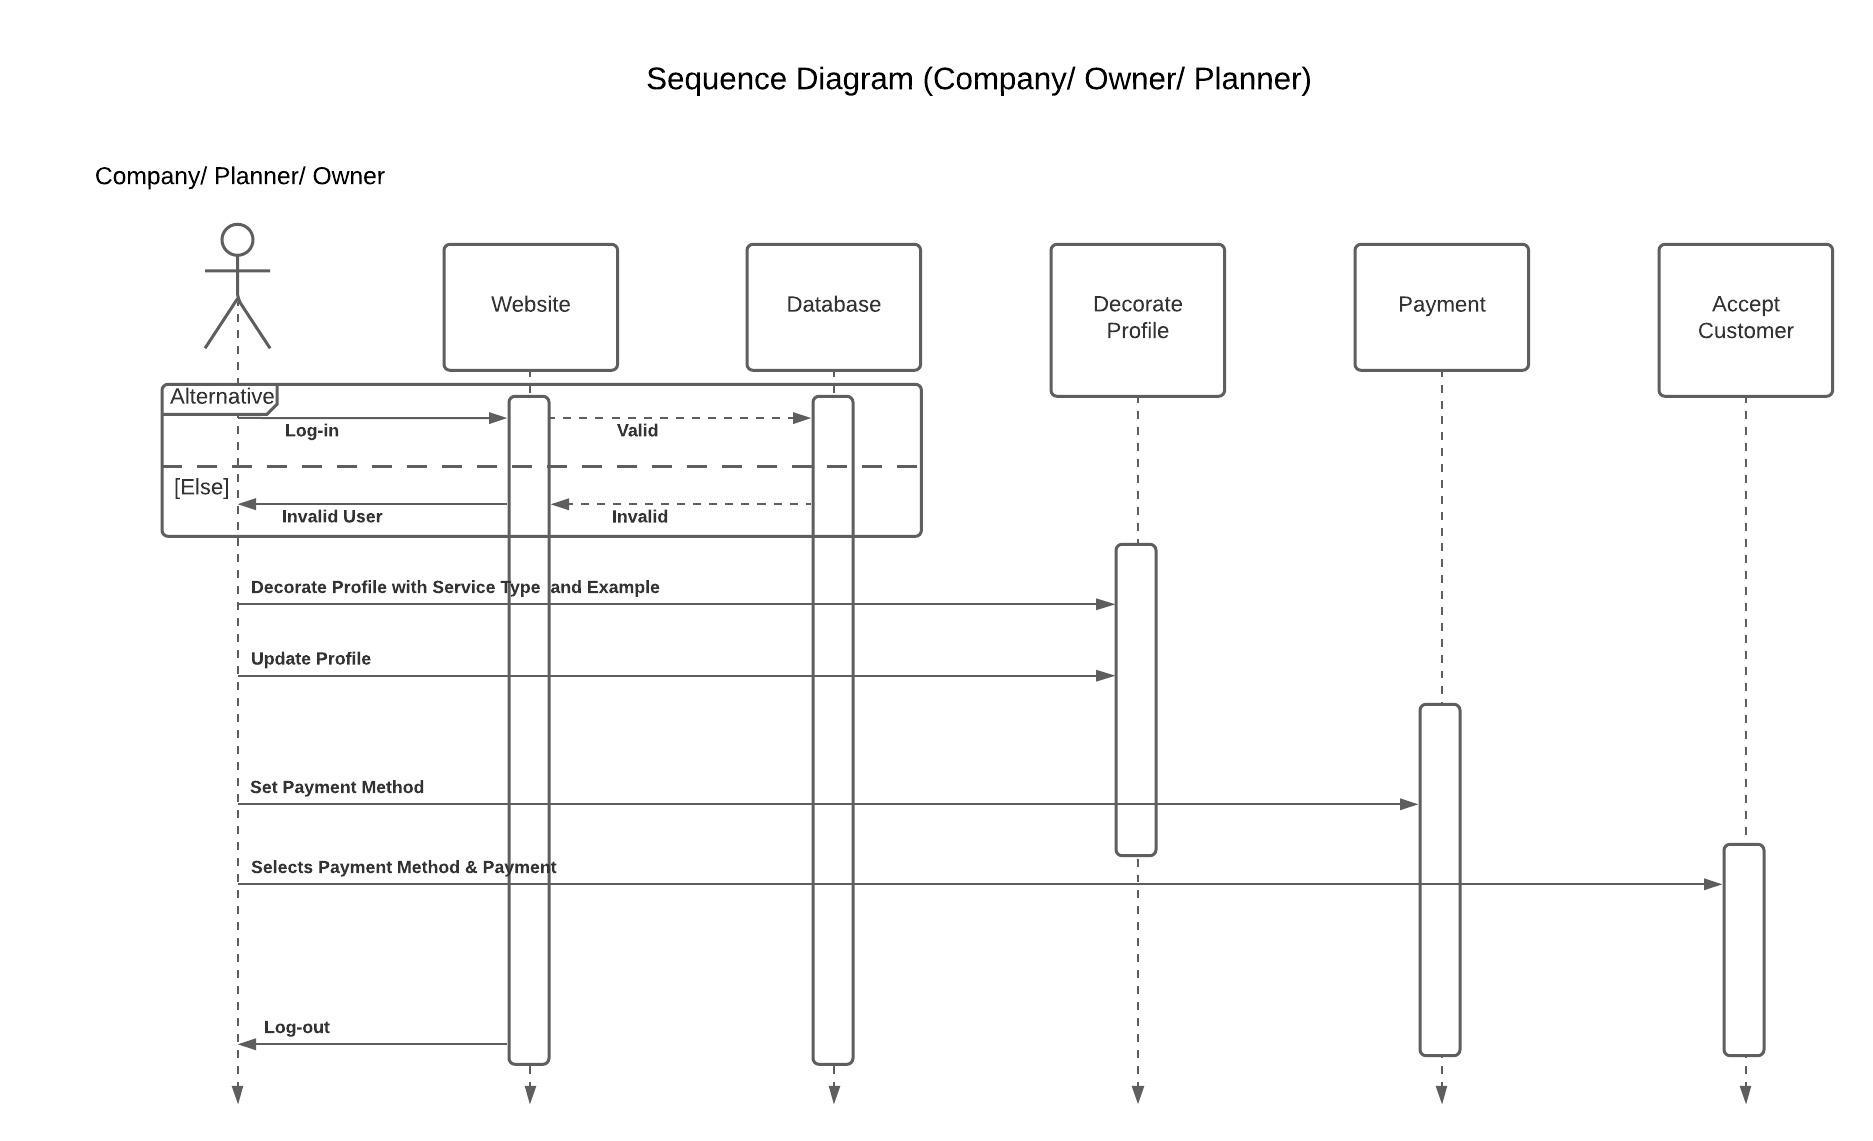 Sequence Diagram (Company/ Owner/ Planner)
Company/ Planner/ Owner
Website
Database
Decorate
Profile
Payment
Accept
Customer
Alternative
Log-in
Valid
[Else]
Invalid User
Invalid
Decorate Profile with Service Type  and Example
Update Profile
Set Payment Method
Selects Payment Method & Payment
Log-out